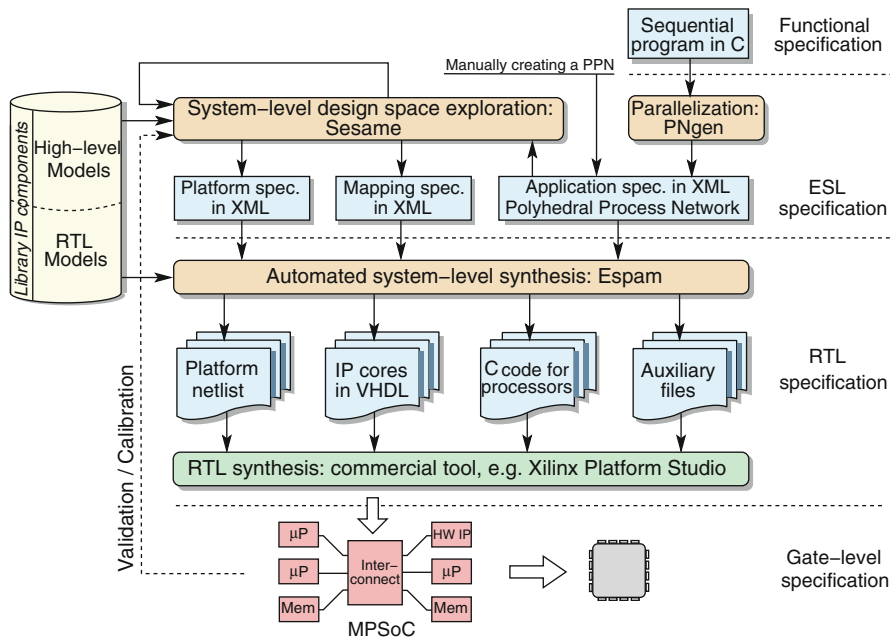 Sequential
program in C
Functional
specification
Manually creating a PPN
System–level design space exploration:
Sesame
Parallelization:
PNgen
Library IP components
High–level
Models
RTL
Models
Platform spec.
in XML
Mapping spec.
in XML
Application spec. in XML
Polyhedral Process Network
ESL
specification
Automated system–level synthesis: Espam
Platform
netlist
IP cores
in VHDL
C code for
processors
Auxiliary
files
RTL
specification
Validation / Calibration
RTL synthesis: commercial tool, e.g. Xilinx Platform Studio
μP
HW IP
μP
Inter–
connect
μP
Mem
Mem
MPSoC
Gate–level
specification